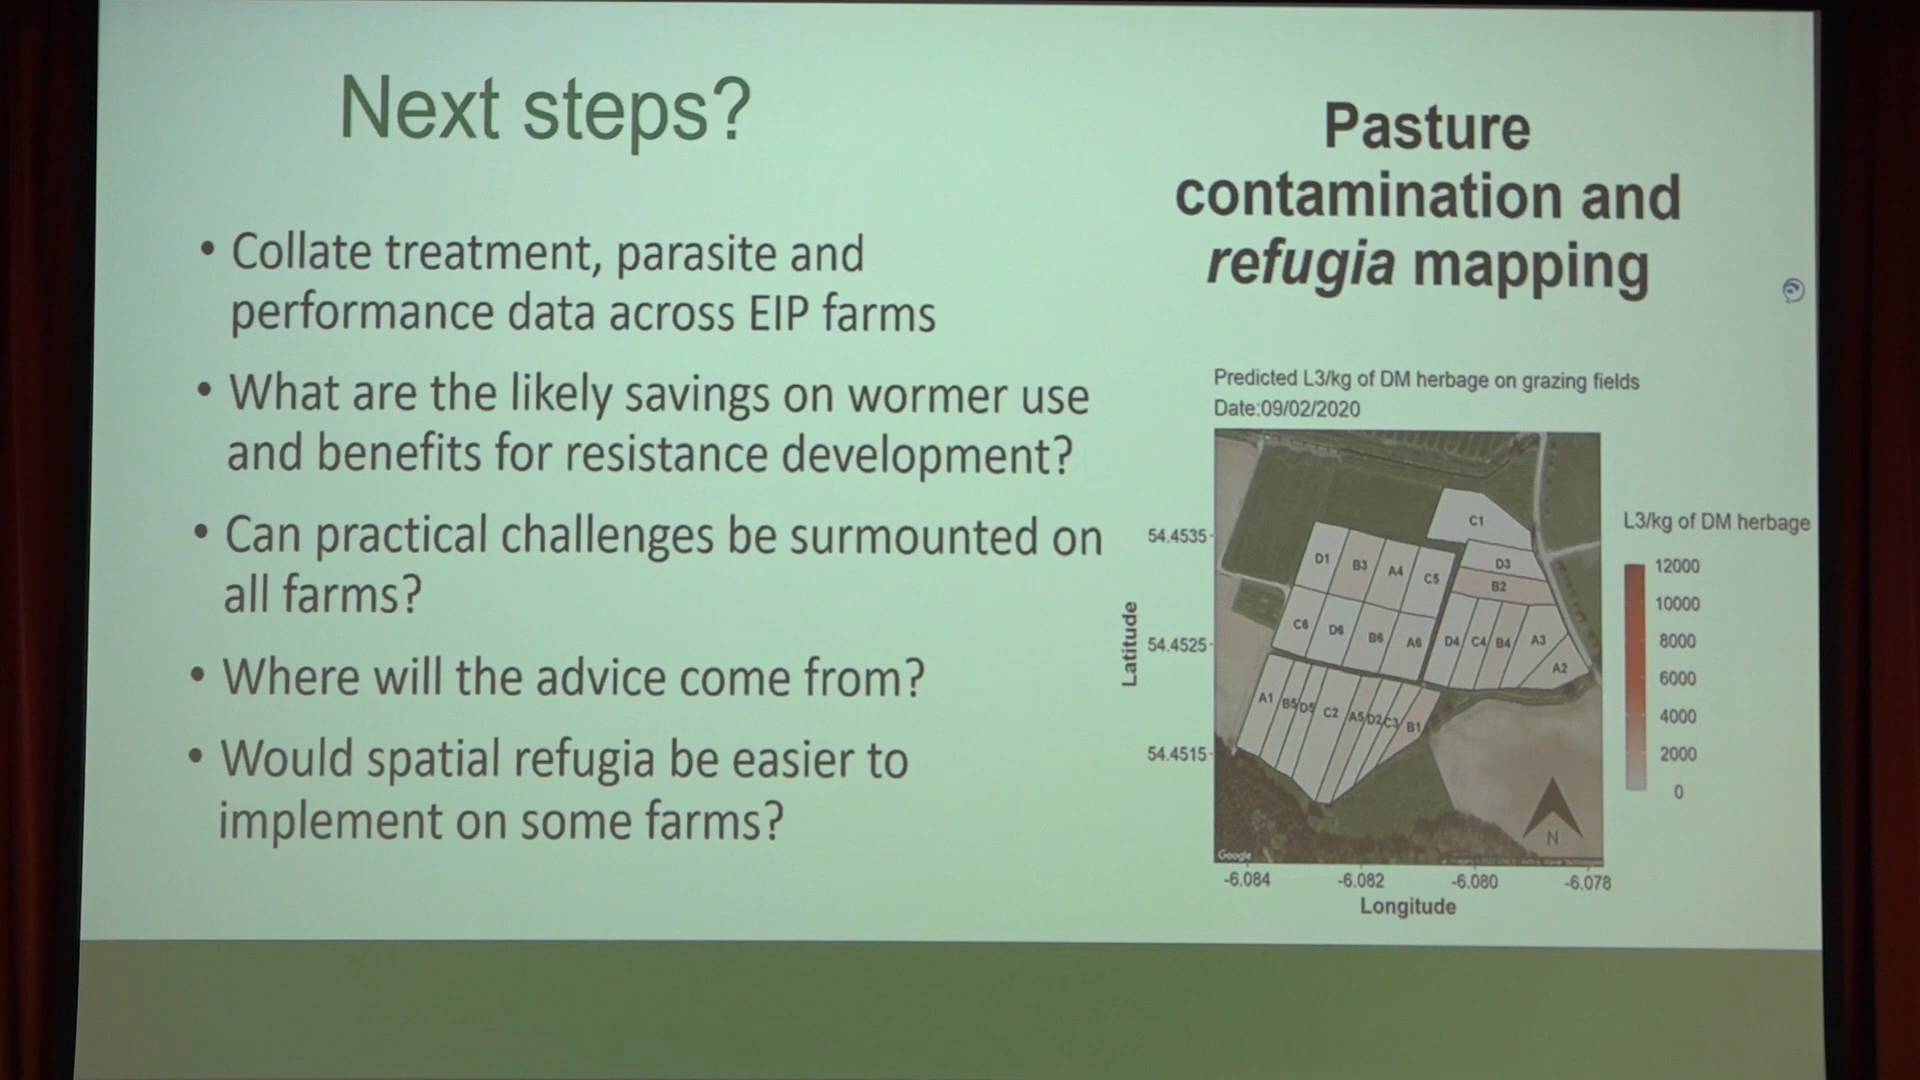 Next steps?
• Collate treatment, parasite and
performance data across EIP farms
• What are the likely savings on wormer use
and benefits for resistance development?
• Can practical challenges be surmounted on
all farms?
• Where will the advice come from?
• Would spatial refugia be easier to
implement on some farms?
Pasture
contamination and
refugia mapping
Predicted L3/kg of DM herbage on grazing fields
Date:09/02/2020
Latitude
54.4535
54.4525
54.4515
C1
D3
B2
D1 B3 A4 C5
C6 D6 B6 A6 D4 C4 B4 A3
A2
A1 B5 D5 C2 A5 D2 C3 B1
N
Google
-6.084 -6.082 -6.080 -6.078
Longitude
L3/kg of DM herbage
12000
10000
8000
6000
4000
2000
0